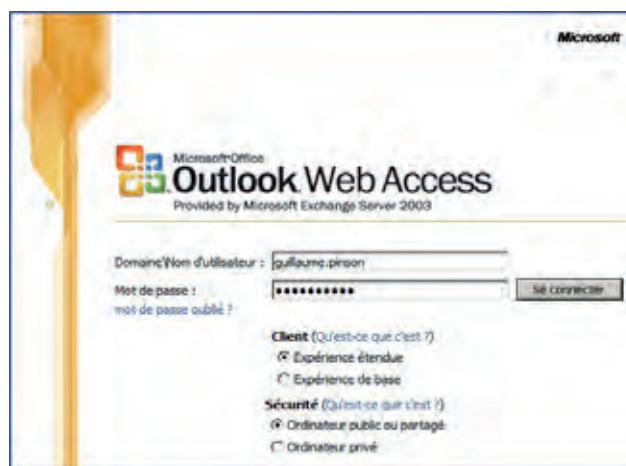 Microsoft
Microsoft Office
Outlook Web Access
Provided by Microsoft Exchange Server 2003
Domaine\Nom d'utilisateur : guillaume.pinson
Mot de passe : ●●●●●●●●●● Se connecter
mot de passe oublié ?
Client (Qu'est-ce que c'est ?)
Expérience étendue
Expérience de base
Sécurité (Qu'est-ce que c'est ?)
Ordinateur public ou partagé
Ordinateur privé